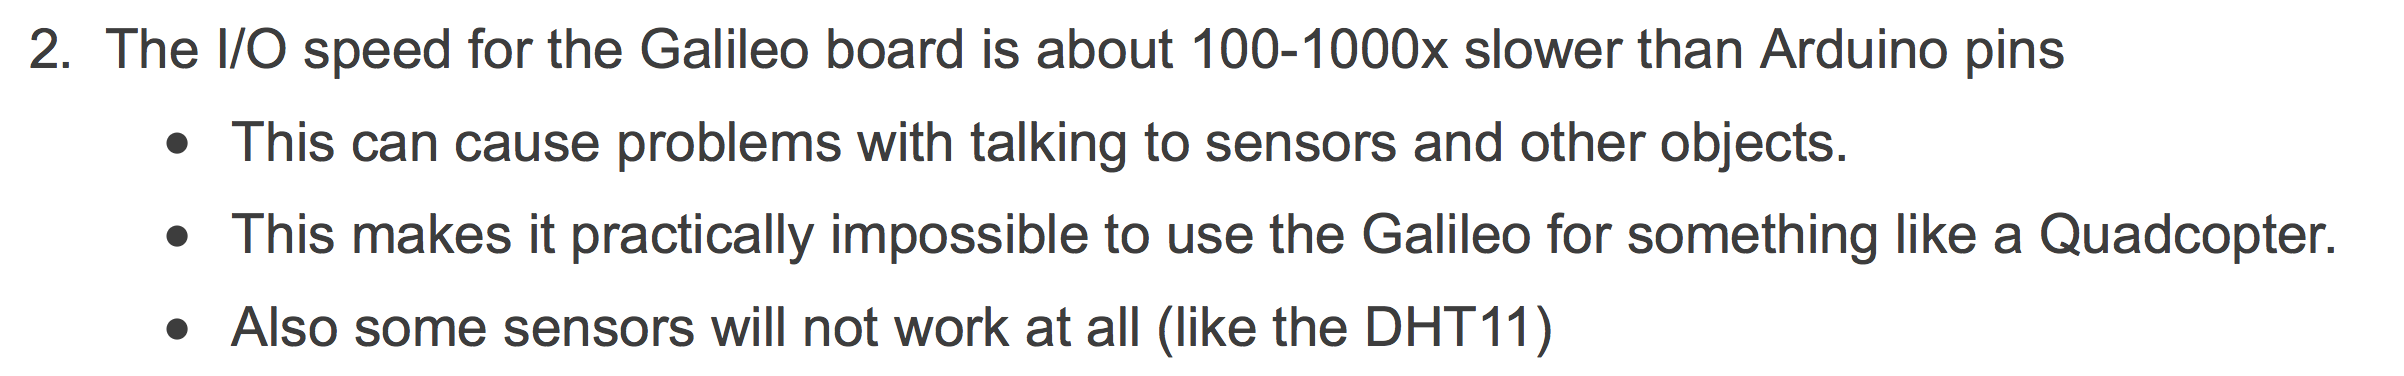 2. The I/O speed for the Galileo board is about 100-1000x slower than Arduino pins
• This can cause problems with talking to sensors and other objects.
• This makes it practically impossible to use the Galileo for something like a Quadcopter.
• Also some sensors will not work at all (like the DHT11)